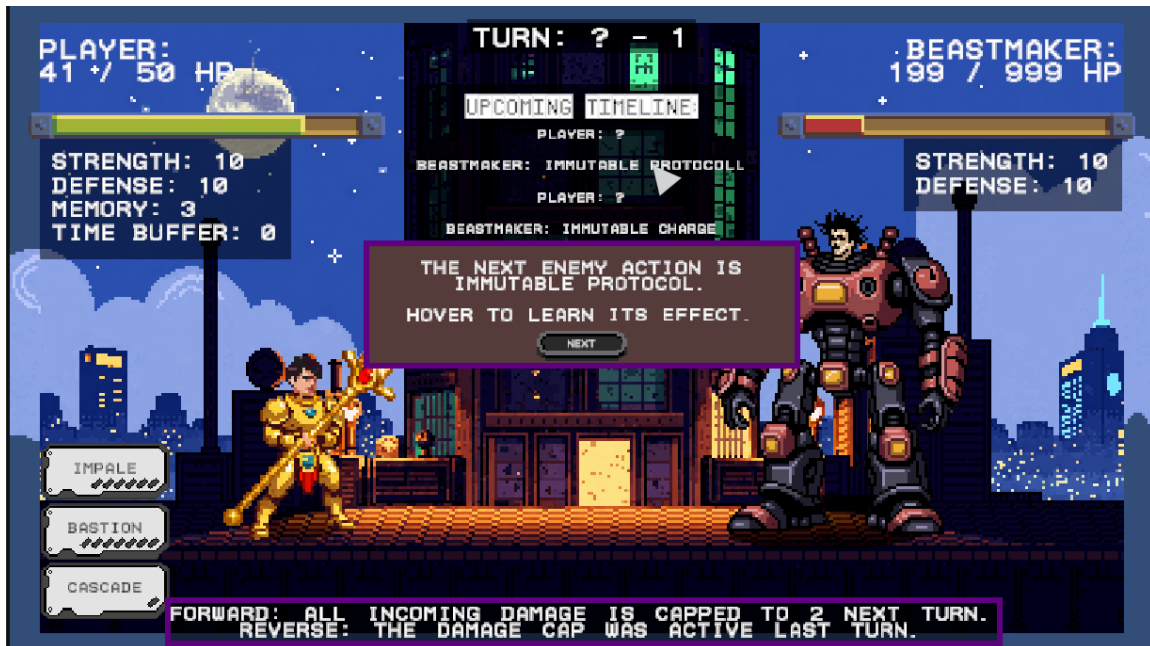 PLAYER:
41 / 50 HP
TURN: ? - 1
BEASTMAKER:
199 / 999 HP
UPCOMING TIMELINE:
PLAYER: ?
BEASTMAKER: IMMUTABLE PROTOCOLL
PLAYER: ?
BEASTMAKER: IMMUTABLE CHARGE
STRENGTH: 10
DEFENSE: 10
MEMORY: 3
TIME BUFFER: 0
STRENGTH: 10
DEFENSE: 10
THE NEXT ENEMY ACTION IS
IMMUTABLE PROTOCOL.
HOVER TO LEARN ITS EFFECT.
NEXT
IMPALE
BASTION
CASCADE
FORWARD: ALL INCOMING DAMAGE IS CAPPED TO 2 NEXT TURN.
REVERSE: THE DAMAGE CAP WAS ACTIVE LAST TURN.